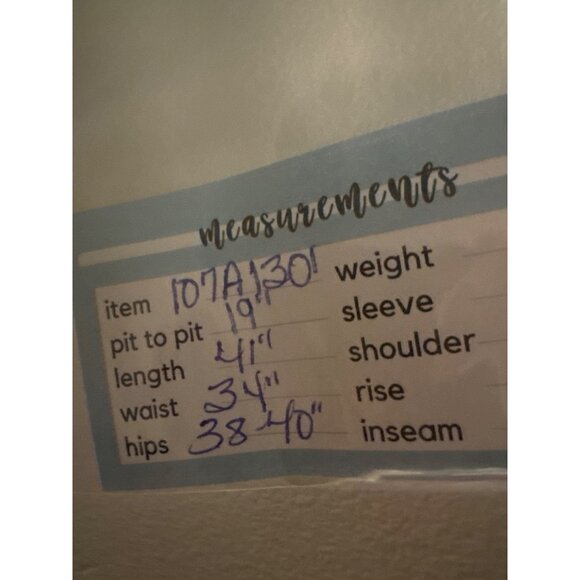 measurements
item 107A130 weight
pit to pit 19" sleeve
length 41" shoulder
waist 34" rise
hips 38-40" inseam